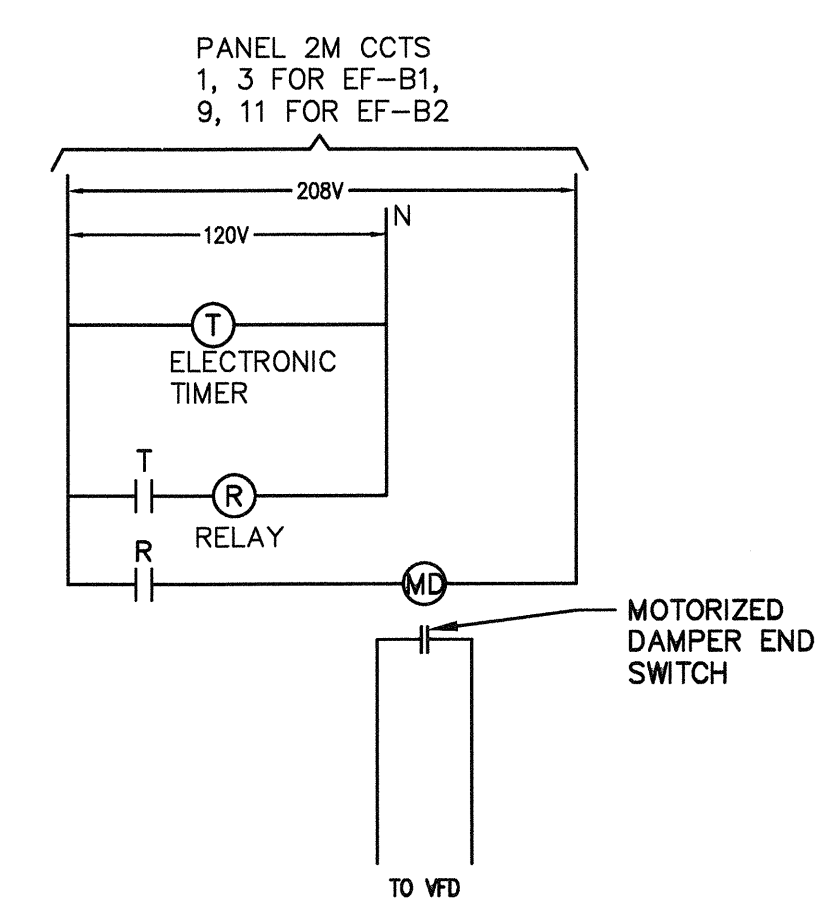 PANEL 2M CCTS
1, 3 FOR EF-B1,
9, 11 FOR EF-B2
208V
N
120V
T
ELECTRONIC
TIMER
T
R
RELAY
R
MD
MOTORIZED
DAMPER END
SWITCH
TO VFD